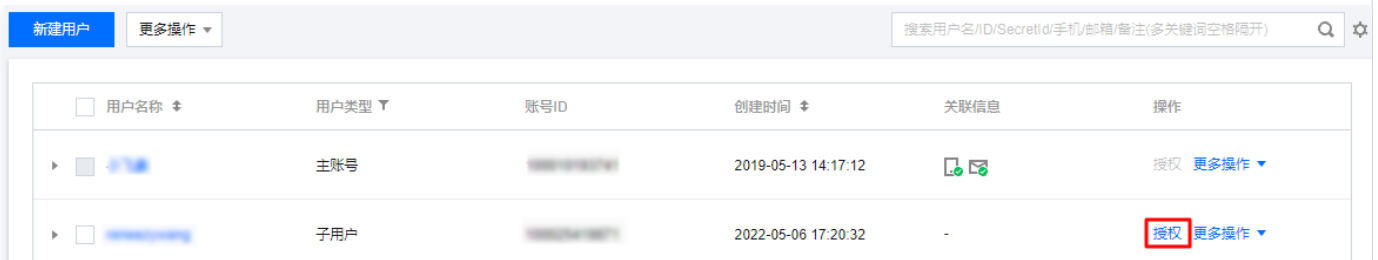 新建用户 更多操作 搜索用户名/ID/SecretId/手机/邮箱/备注(多关键词空格隔开)
用户名称 用户类型 账号ID 创建时间 关联信息 操作
主账号 2019-05-13 14:17:12 授权 更多操作
子用户 2022-05-06 17:20:32 - 授权 更多操作